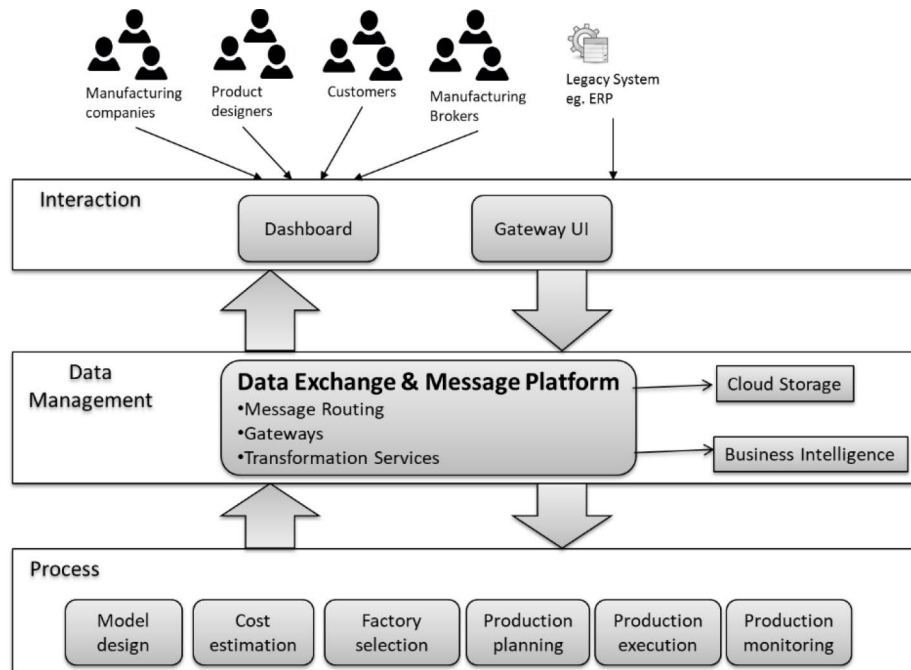 Manufacturing
companies
Product
designers
Customers
Manufacturing
Brokers
Legacy System
eg. ERP
Interaction
Dashboard
Gateway UI
Data
Management
Data Exchange & Message Platform
•Message Routing
•Gateways
•Transformation Services
Cloud Storage
Business Intelligence
Process
Model
design
Cost
estimation
Factory
selection
Production
planning
Production
execution
Production
monitoring